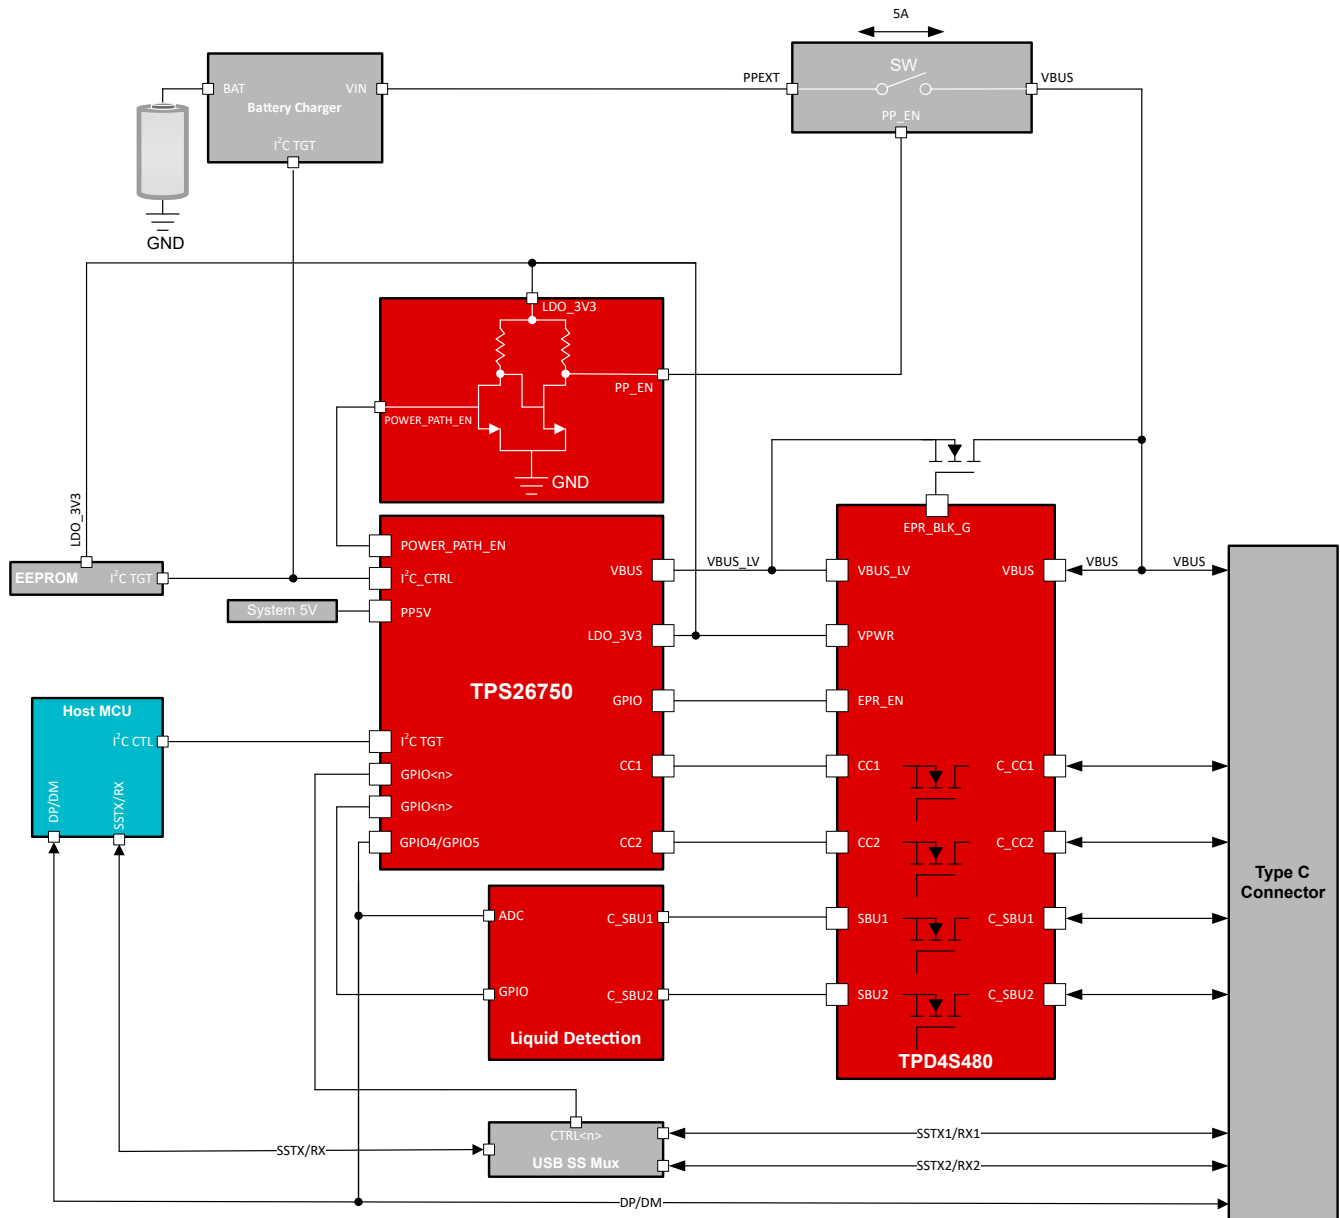 5A
SW
PPEXT
VBUS
PP_EN
BAT
VIN
Battery Charger
I²C TGT
GND
LDO_3V3
PP_EN
POWER_PATH_EN
GND
LDO_3V3
EEPROM
I²C TGT
System 5V
POWER_PATH_EN
I²C_CTRL
PP5V
VBUS
LDO_3V3
TPS26750
GPIO
I²C TGT
GPIO<n>
GPIO<n>
GPIO4/GPIO5
CC1
CC2
VBUS_LV
EPR_BLK_G
VBUS_LV
VBUS
VBUS
VBUS
VPWR
EPR_EN
CC1
C_CC1
CC2
C_CC2
SBU1
C_SBU1
SBU2
C_SBU2
TPD4S480
Type C
Connector
Host MCU
I²C CTL
DP/DM
SSTX/RX
ADC
C_SBU1
GPIO
C_SBU2
Liquid Detection
CTRL<n>
USB SS Mux
SSTX/RX
SSTX1/RX1
SSTX2/RX2
DP/DM